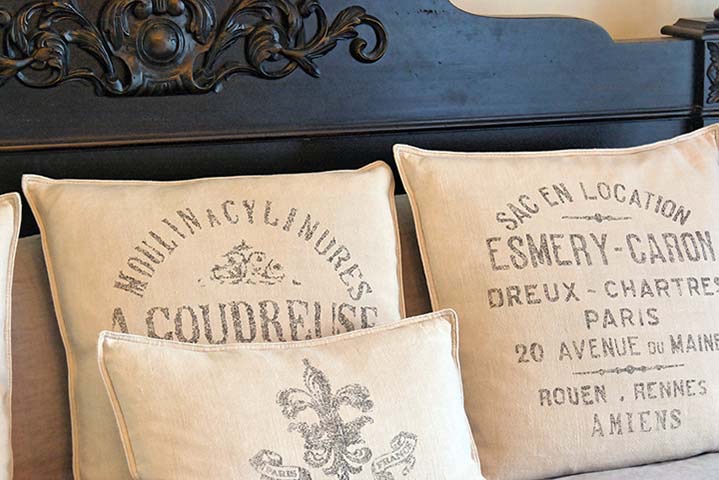 MOULIN A CYLINDRES
A COUDREUSE
PARIS
FRANCE
SAC EN LOCATION
ESMERY-CARON
DREUX - CHARTRES
PARIS
20 AVENUE DU MAINE
ROUEN . RENNES
AMIENS